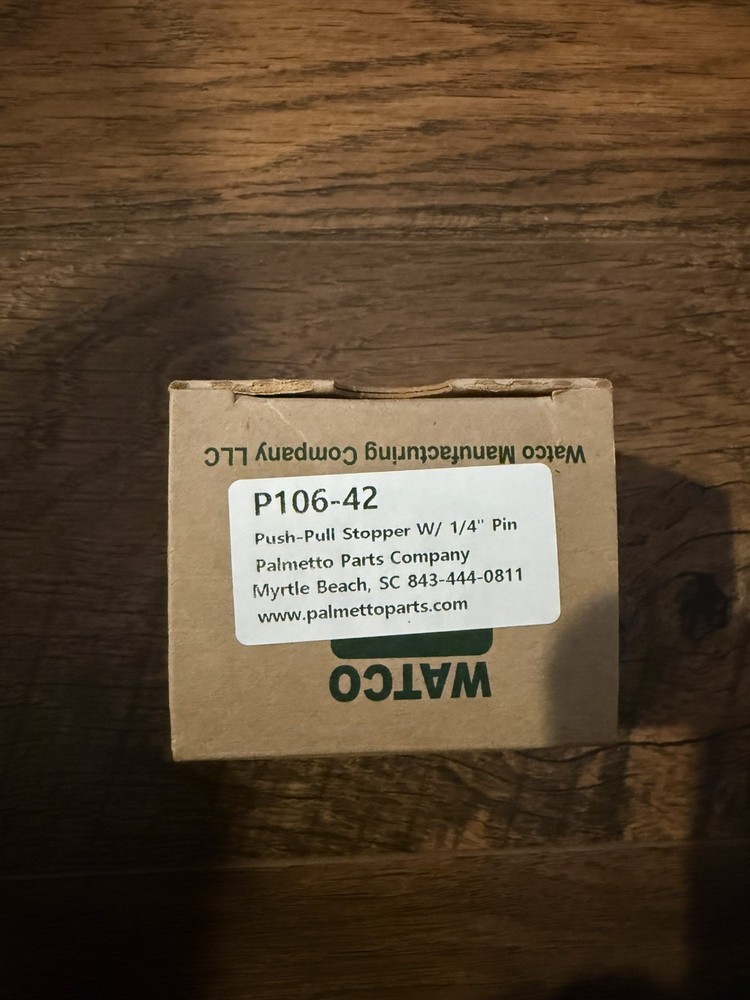 Watco Manufacturing Company LLC
P106-42
Push-Pull Stopper W/ 1/4" Pin
Palmetto Parts Company
Myrtle Beach, SC 843-444-0811
www.palmettoparts.com
WATCO